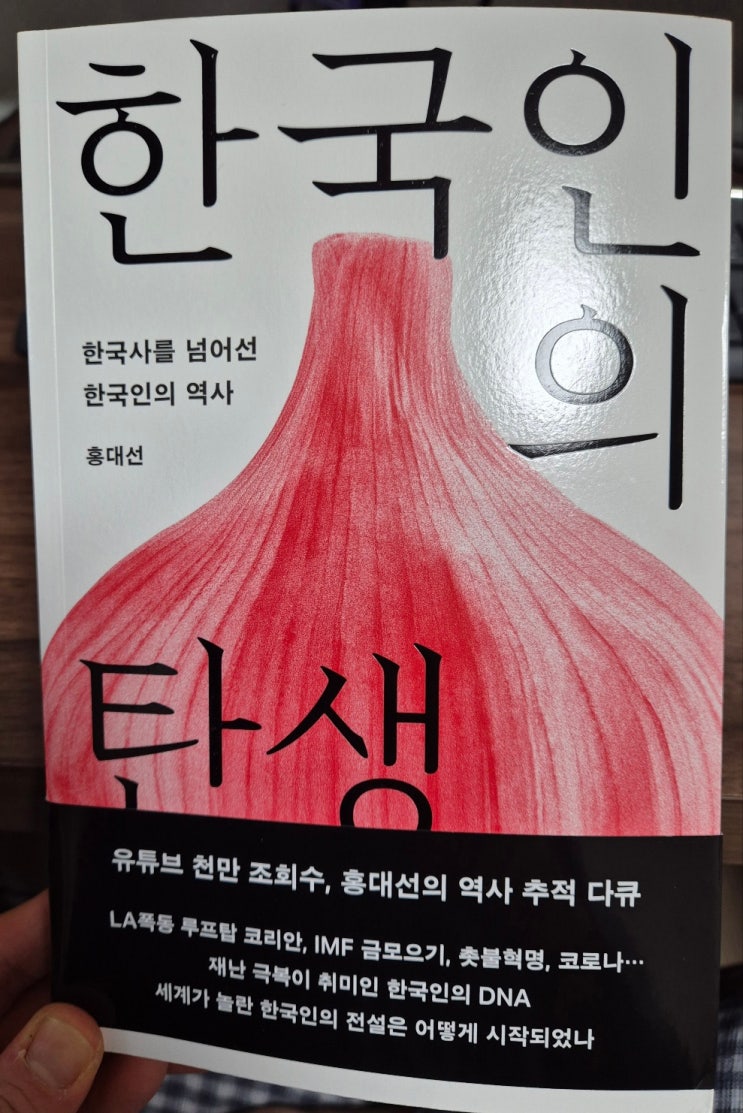 한국인
의
한국사를 넘어선
한국인의 역사
홍대선
탄생
유튜브 천만 조회수, 홍대선의 역사 추적 다큐
LA폭동 루프탑 코리안, IMF 금모으기, 촛불혁명, 코로나…
재난 극복이 취미인 한국인의 DNA
세계가 놀란 한국인의 전설은 어떻게 시작되었나